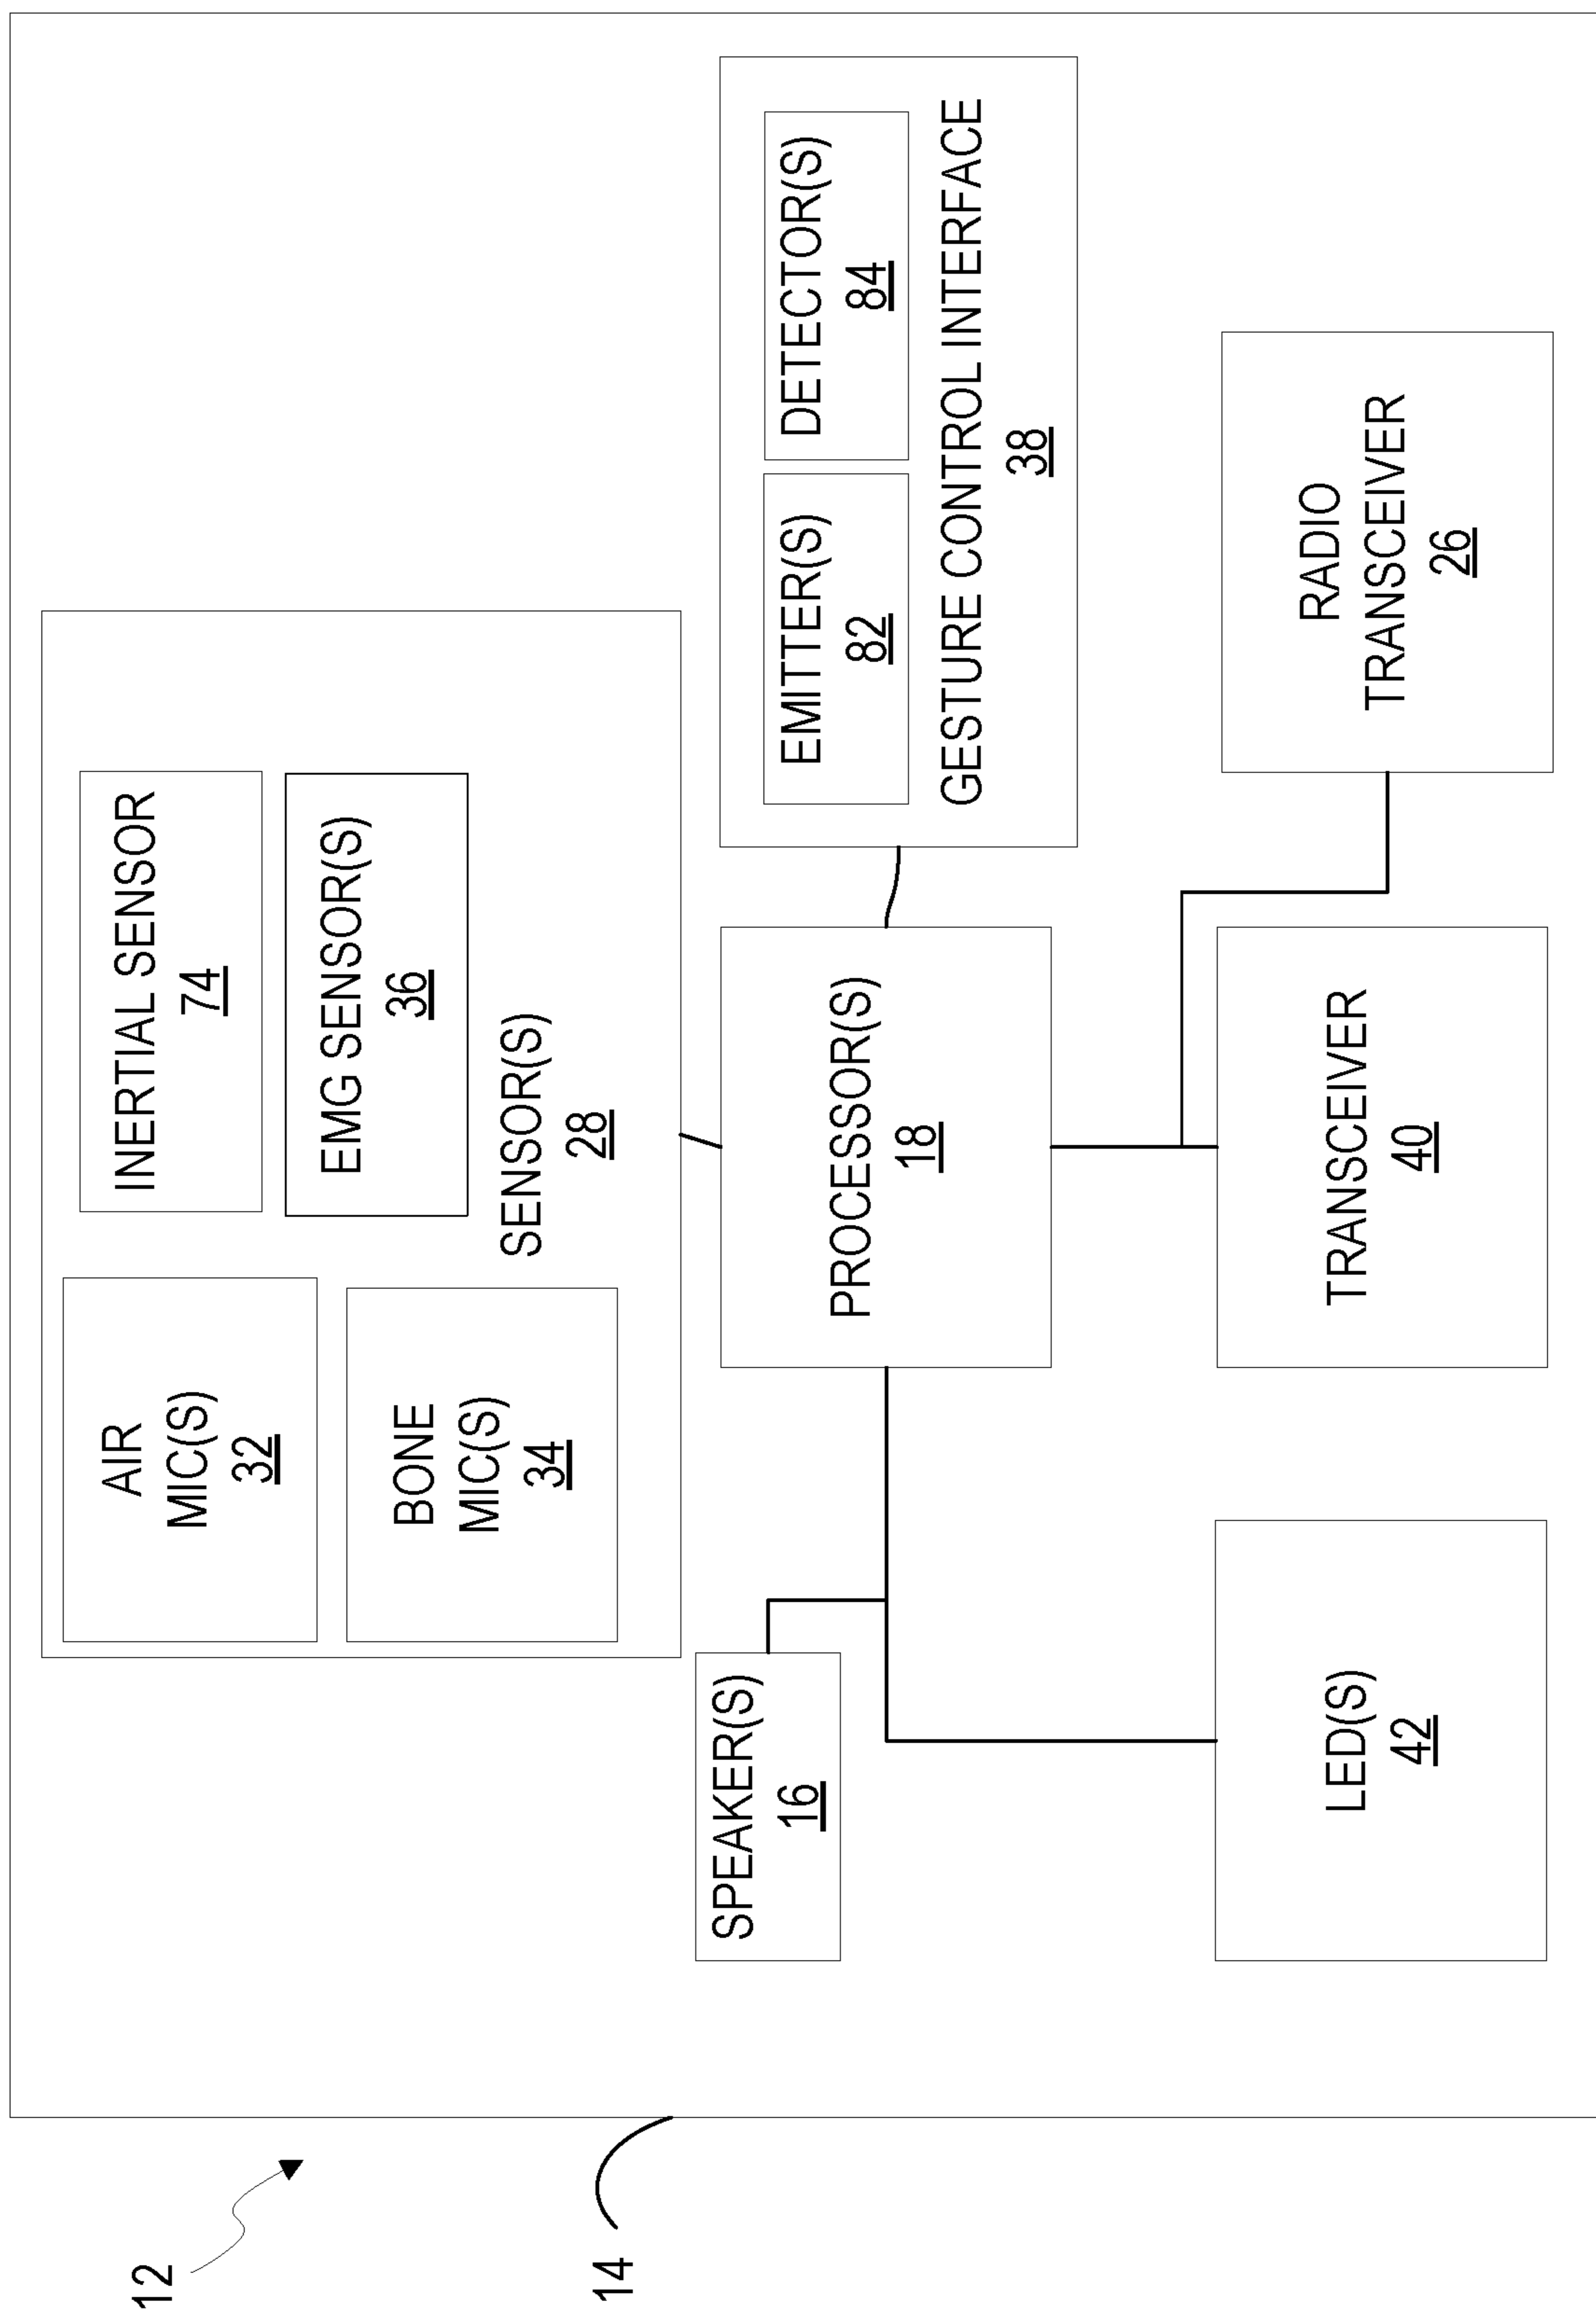 12
14
AIR
MIC(S)
32
BONE
MIC(S)
34
INERTIAL SENSOR
74
EMG SENSOR(S)
36
SENSOR(S)
28
SPEAKER(S)
16
PROCESSOR(S)
18
EMITTER(S)
82
DETECTOR(S)
84
GESTURE CONTROL INTERFACE
38
LED(S)
42
TRANSCEIVER
40
RADIO
TRANSCEIVER
26